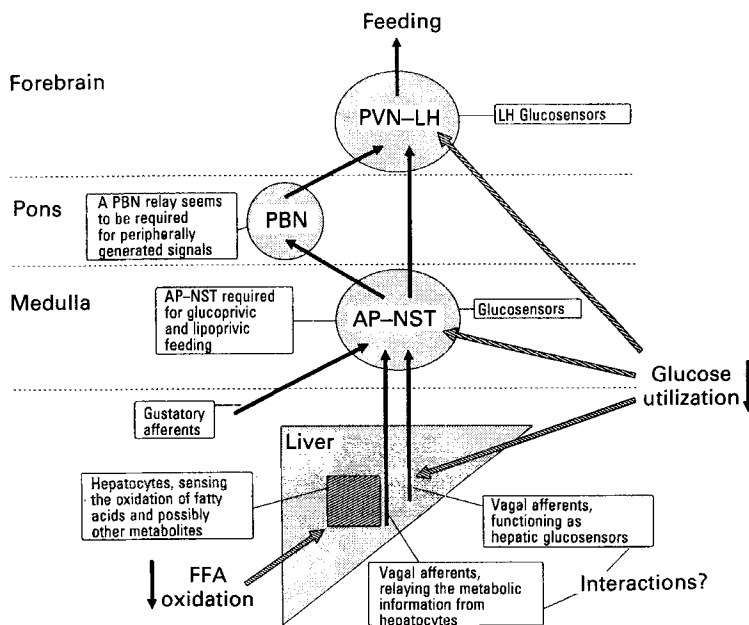 Feeding
Forebrain
PVN–LH
LH Glucosensors
Pons
A PBN relay seems
to be required
for peripherally
generated signals
PBN
Medulla
AP–NST required
for glucoprivic
and lipoprivic
feeding
AP–NST
Glucosensors
Glucose
utilization
Gustatory
afferents
Liver
Hepatocytes, sensing
the oxidation of fatty
acids and possibly
other metabolites
Vagal afferents,
functioning as
hepatic glucosensors
FFA
oxidation
Vagal afferents,
relaying the metabolic
information from
hepatocytes
Interactions?